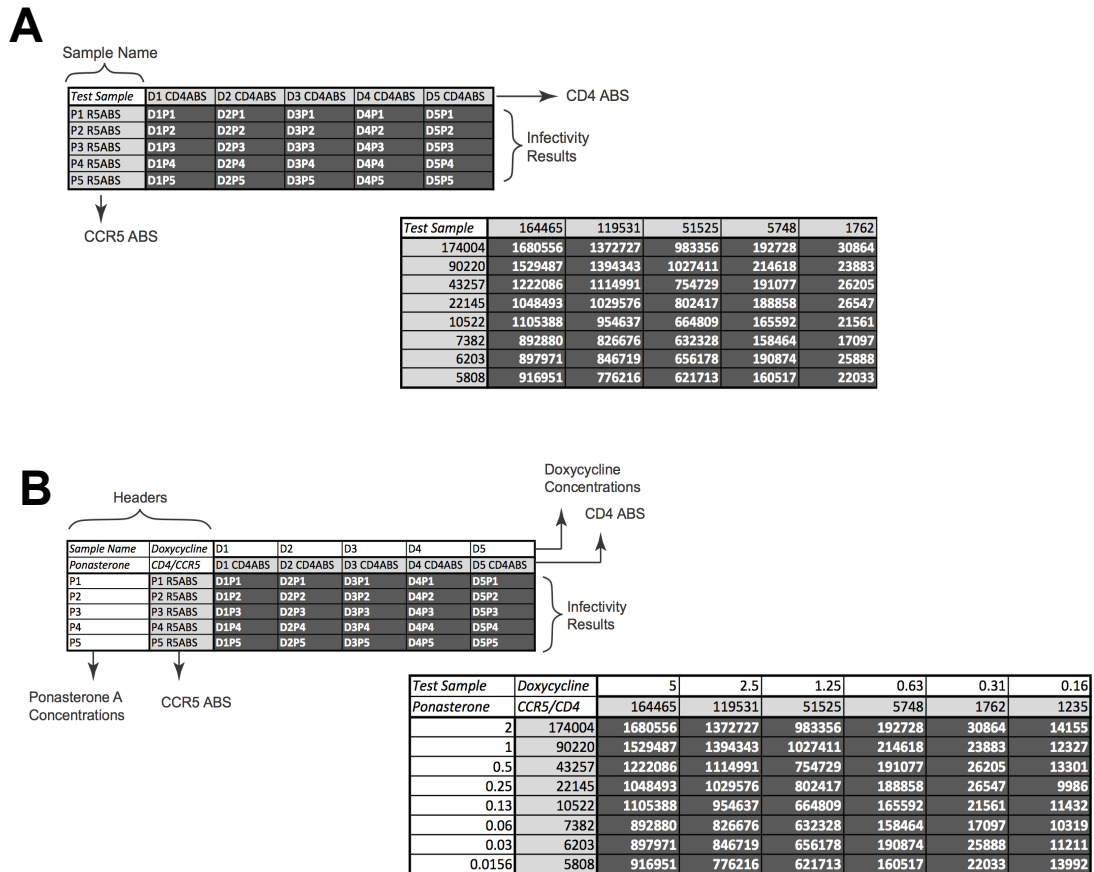 A
Sample Name
Test Sample D1 CD4ABS D2 CD4ABS D3 CD4ABS D4 CD4ABS D5 CD4ABS
CD4 ABS
P1 R5ABS D1P1 D2P1 D3P1 D4P1 D5P1
P2 R5ABS D1P2 D2P2 D3P2 D4P2 D5P2
P3 R5ABS D1P3 D2P3 D3P3 D4P3 D5P3
P4 R5ABS D1P4 D2P4 D3P4 D4P4 D5P4
P5 R5ABS D1P5 D2P5 D3P5 D4P5 D5P5
Infectivity
Results
CCR5 ABS
Test Sample 164465 119531 51525 5748 1762
174004 1680556 1372727 983356 192728 30864
90220 1529487 1394343 1027411 214618 23883
43257 1222086 1114991 754729 191077 26205
22145 1048493 1029576 802417 188858 26547
10522 1105388 954637 664809 165592 21561
7382 892880 826676 632328 158464 17097
6203 897971 846719 656178 190874 25888
5808 916951 776216 621713 160517 22033
B
Headers
Doxycycline
Concentrations
CD4 ABS
Sample Name Doxycycline D1 D2 D3 D4 D5
Ponasterone CD4/CCR5 D1 CD4ABS D2 CD4ABS D3 CD4ABS D4 CD4ABS D5 CD4ABS
P1 P1 R5ABS D1P1 D2P1 D3P1 D4P1 D5P1
P2 P2 R5ABS D1P2 D2P2 D3P2 D4P2 D5P2
P3 P3 R5ABS D1P3 D2P3 D3P3 D4P3 D5P3
P4 P4 R5ABS D1P4 D2P4 D3P4 D4P4 D5P4
P5 P5 R5ABS D1P5 D2P5 D3P5 D4P5 D5P5
Infectivity
Results
Ponasterone A
Concentrations
CCR5 ABS
Test Sample Doxycycline 5 2.5 1.25 0.63 0.31 0.16
Ponasterone CCR5/CD4 164465 119531 51525 5748 1762 1235
2 174004 1680556 1372727 983356 192728 30864 14155
1 90220 1529487 1394343 1027411 214618 23883 12327
0.5 43257 1222086 1114991 754729 191077 26205 13301
0.25 22145 1048493 1029576 802417 188858 26547 9986
0.13 10522 1105388 954637 664809 165592 21561 11432
0.06 7382 892880 826676 632328 158464 17097 10319
0.03 6203 897971 846719 656178 190874 25888 11211
0.0156 5808 916951 776216 621713 160517 22033 13992